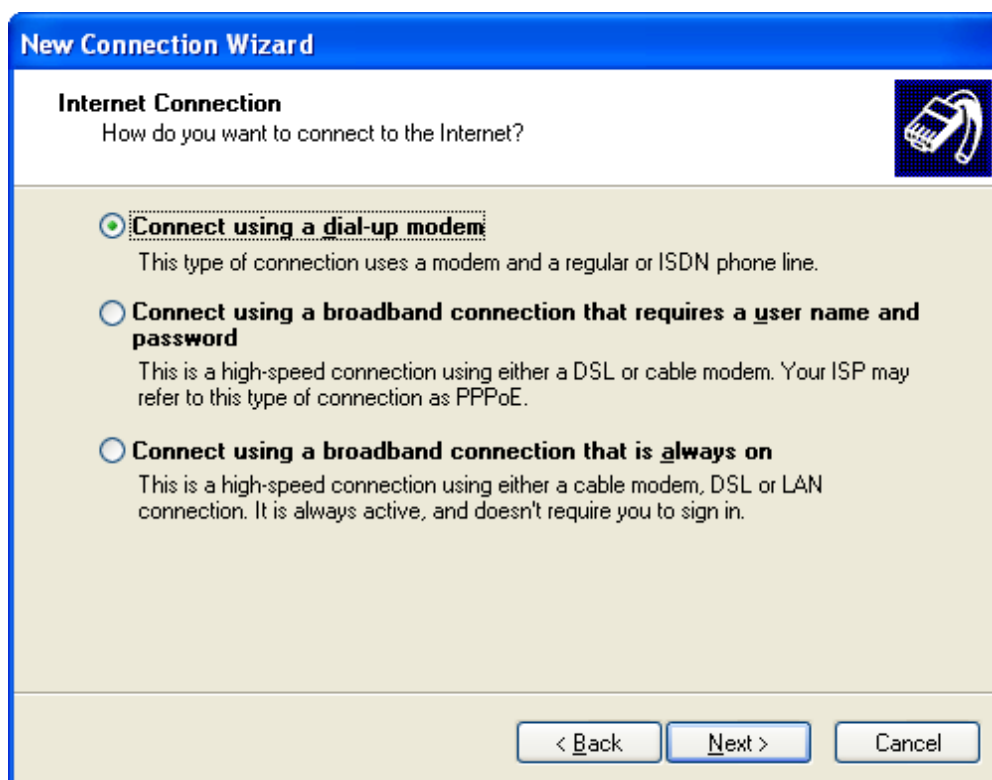 New Connection Wizard
Internet Connection
How do you want to connect to the Internet?
Connect using a dial-up modem
This type of connection uses a modem and a regular or ISDN phone line.
Connect using a broadband connection that requires a user name and
password
This is a high-speed connection using either a DSL or cable modem. Your ISP may
refer to this type of connection as PPPoE.
Connect using a broadband connection that is always on
This is a high-speed connection using either a cable modem, DSL or LAN
connection. It is always active, and doesn't require you to sign in.
< Back Next > Cancel